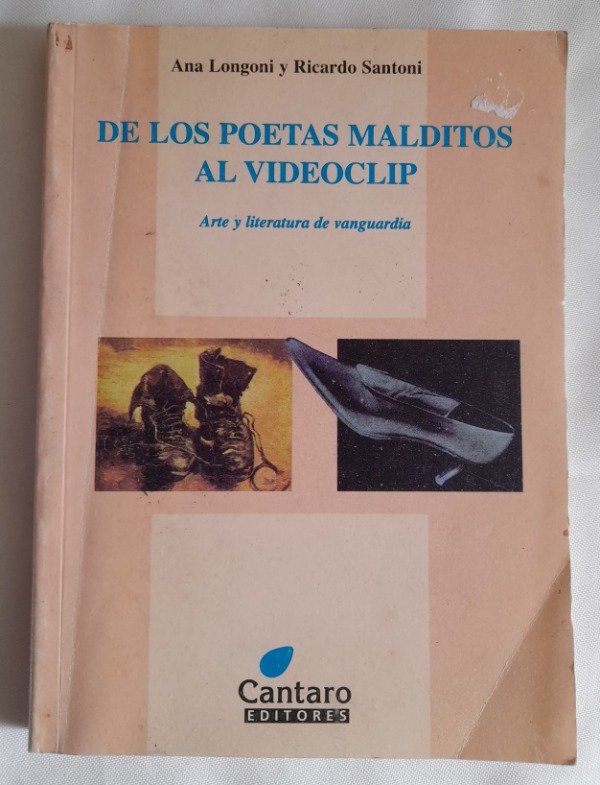 Ana Longoni y Ricardo Santoni
DE LOS POETAS MALDITOS
AL VIDEOCLIP
Arte y literatura de vanguardia
Cantaro
EDITORES